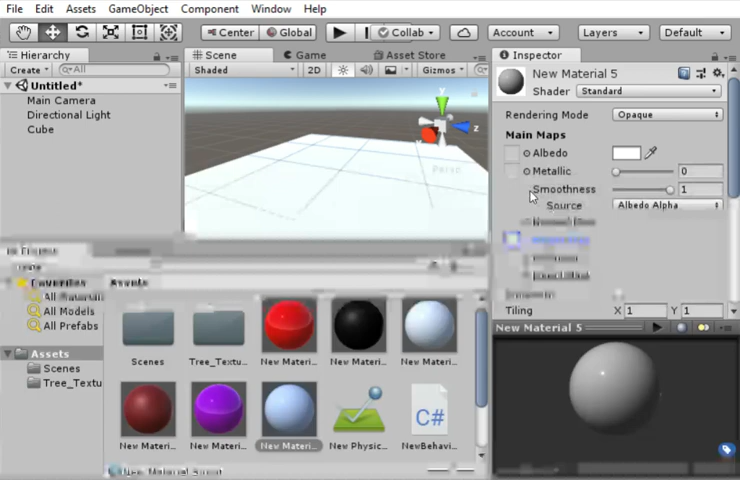 File Edit Assets GameObject Component Window Help
Center Global Collab Account Layers Default
Hierarchy Scene Game Asset Store Inspector
Create All Shaded 2D Gizmos
Untitled*
Main Camera
Directional Light
Cube
y
z
Persp
New Material 5
Shader Standard
Rendering Mode Opaque
Main Maps
Albedo
Metallic 0
Smoothness 1
Source Albedo Alpha
Tiling X 1 Y 1
New Material 5
Favorites
All Materials
All Models
All Prefabs
Assets
Scenes
Tree_Textu
Assets
Scenes Tree_Textu... New Materi... New Materi... New Materi...
New Materi... New Materi... New Materi... New Physic... NewBehavi...
C#